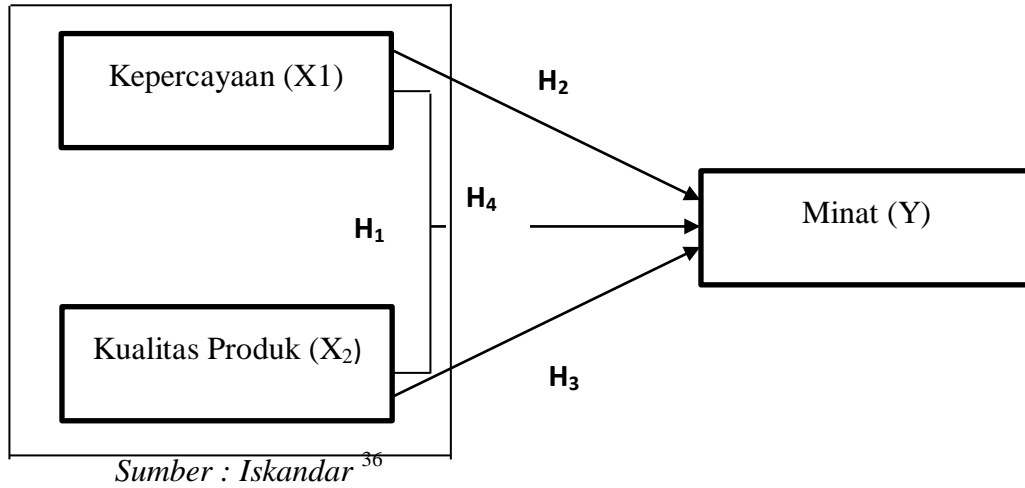 Kepercayaan (X1)
H₂
H₄
Minat (Y)
H₁
Kualitas Produk (X₂)
H₃
Sumber : Iskandar ³⁶